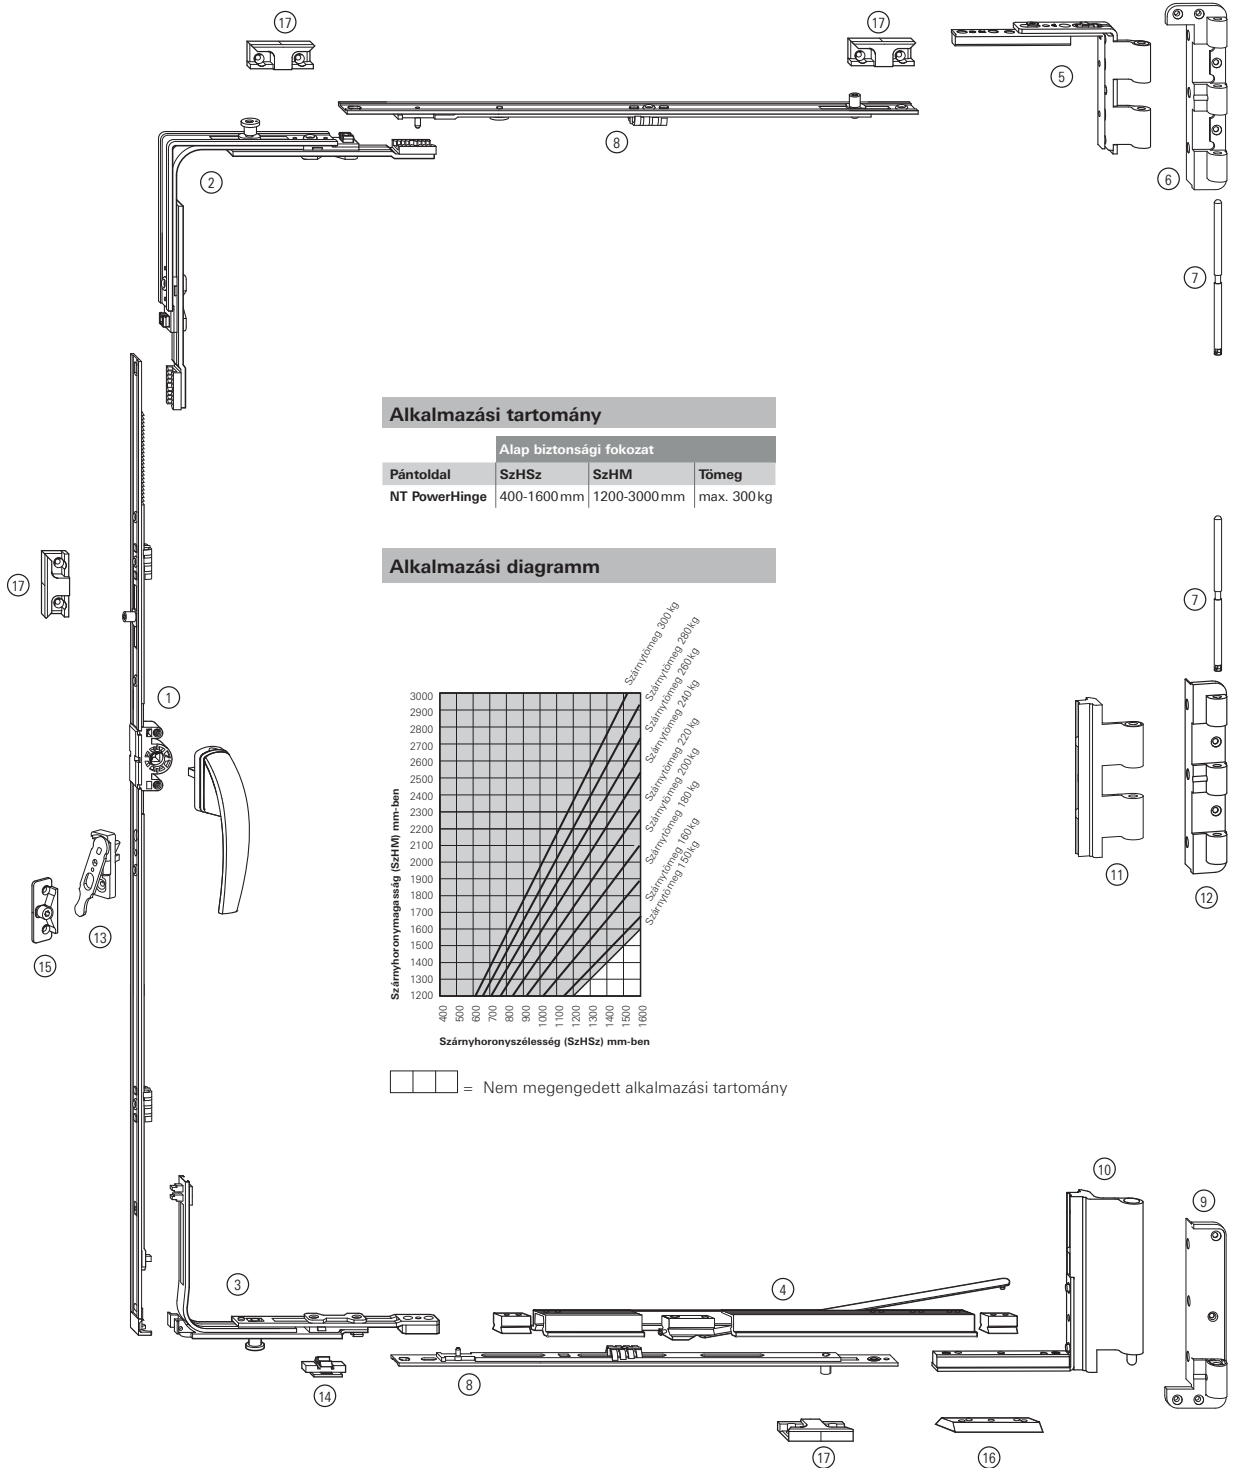 17
17
5
8
2
6
7
Alkalmazási tartomány
Alap biztonsági fokozat
Pántoldal SzHSz SzHM Tömeg
NT PowerHinge 400-1600 mm 1200-3000 mm max. 300 kg
Alkalmazási diagramm
17
7
1
Szárnytömeg 300 kg
Szárnytömeg 280 kg
Szárnytömeg 260 kg
Szárnytömeg 240 kg
Szárnytömeg 220 kg
Szárnytömeg 200 kg
Szárnytömeg 180 kg
Szárnytömeg 160 kg
Szárnytömeg 150 kg
Szárnyhoronymagasság (SzHM) mm-ben
3000
2900
2800
2700
2600
2500
2400
2300
2200
2100
2000
1900
1800
1700
1600
1500
1400
1300
1200
400 500 600 700 800 900 1000 1100 1200 1300 1400 1500 1600
Szárnyhoronyszélesség (SzHSz) mm-ben
11
12
13
15
= Nem megengedett alkalmazási tartomány
10
9
3
4
14
8
17
16